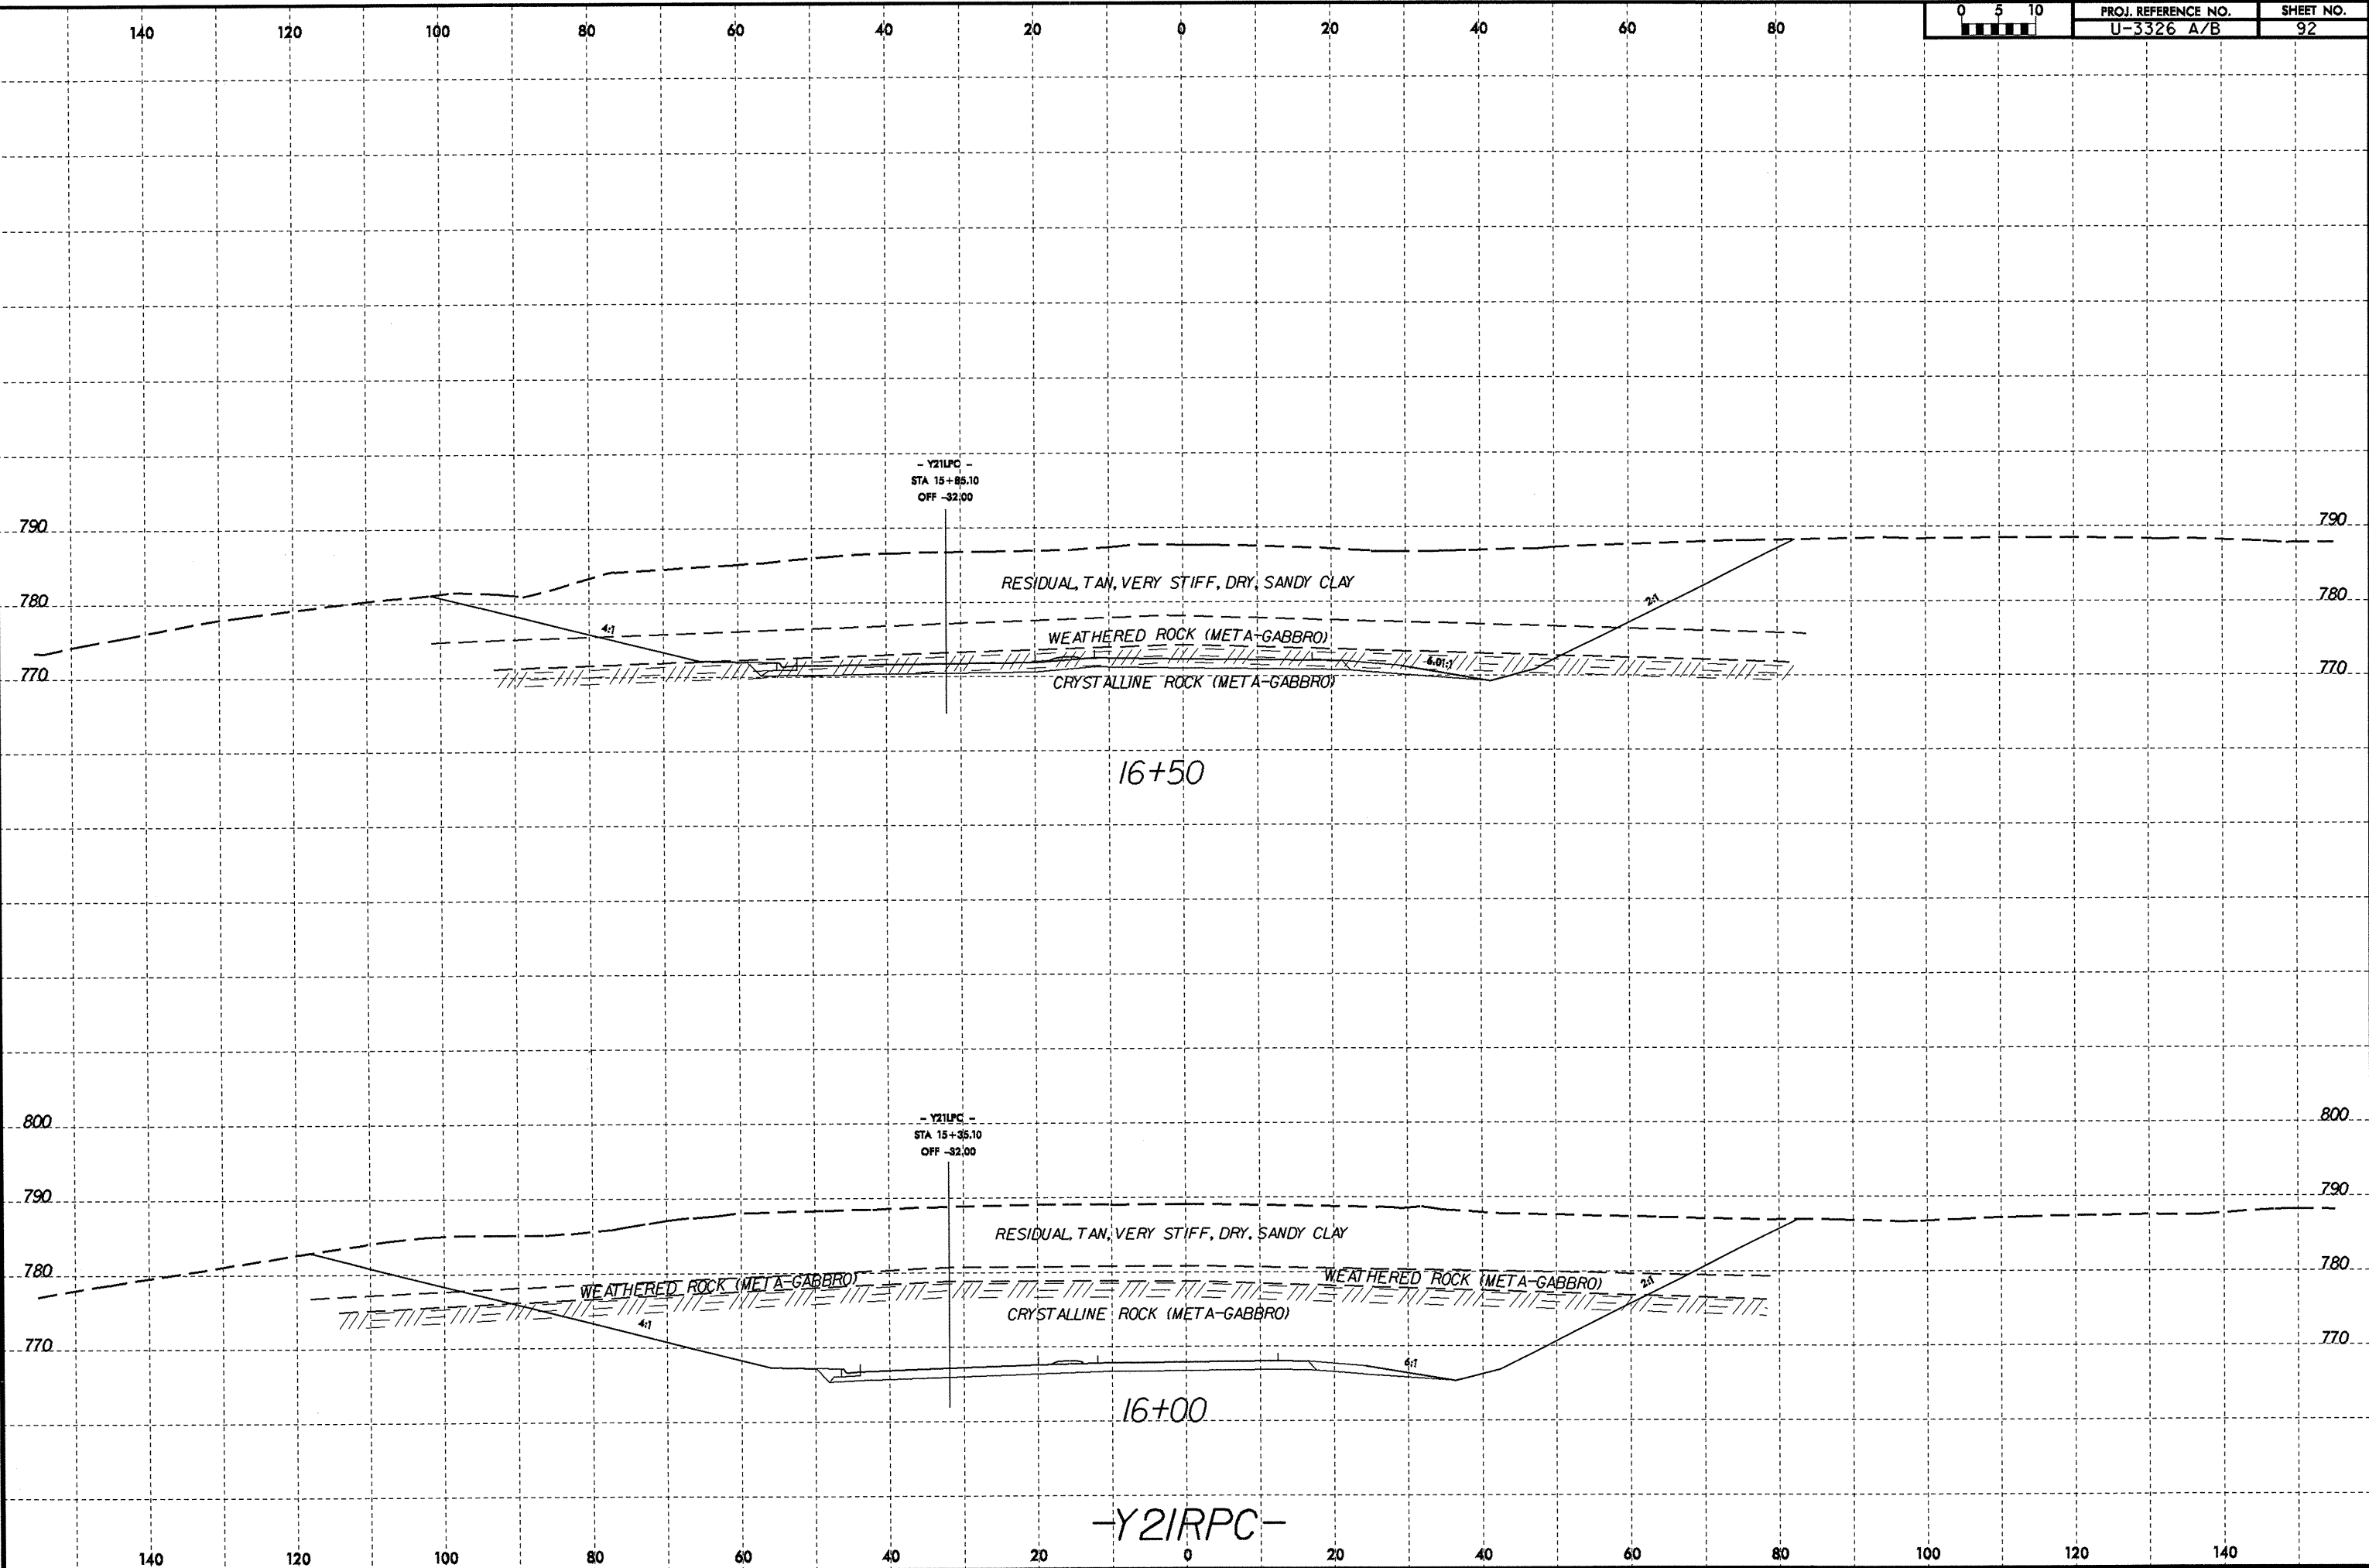 140 120 100 80 60 40 20 0 20 40 60 80
0 5 10
PROJ. REFERENCE NO. SHEET NO.
U-3326 A/B 92
- Y21LPC -
STA 15+85.10
OFF -32.00
790 790
RESIDUAL, TAN, VERY STIFF, DRY, SANDY CLAY
780 2:1 780
4:1
WEATHERED ROCK (META-GABBRO)
6.01:1
770 770
CRYSTALLINE ROCK (META-GABBRO)
16+50
800 800
- Y21LPC -
STA 15+35.10
OFF -32.00
790 790
RESIDUAL, TAN, VERY STIFF, DRY, SANDY CLAY
780 780
WEATHERED ROCK (META-GABBRO) WEATHERED ROCK (META-GABBRO) 2:1
CRYSTALLINE ROCK (META-GABBRO)
4:1
770 770
6:1
16+00
-Y21RPC-
140 120 100 80 60 40 20 0 20 40 60 80 100 120 140